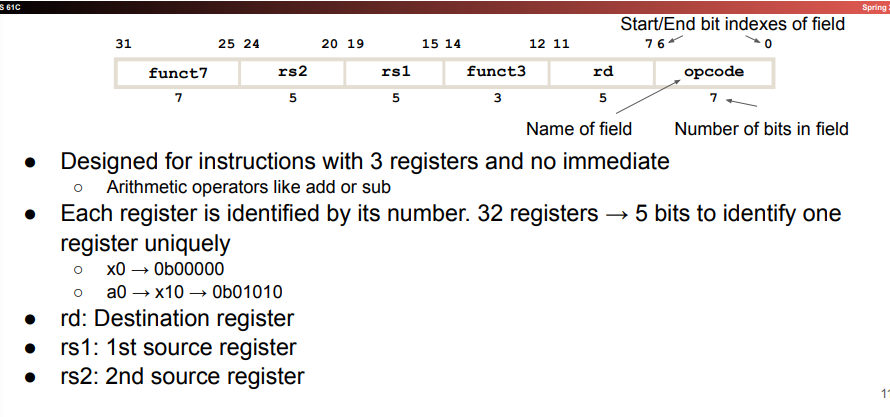 S 61C
Spring
Start/End bit indexes of field
31 25 24 20 19 15 14 12 11 7 6 0
funct7 rs2 rs1 funct3 rd opcode
7 5 5 3 5 7
Name of field Number of bits in field
● Designed for instructions with 3 registers and no immediate
○ Arithmetic operators like add or sub
● Each register is identified by its number. 32 registers → 5 bits to identify one
register uniquely
○ x0 → 0b00000
○ a0 → x10 → 0b01010
● rd: Destination register
● rs1: 1st source register
● rs2: 2nd source register